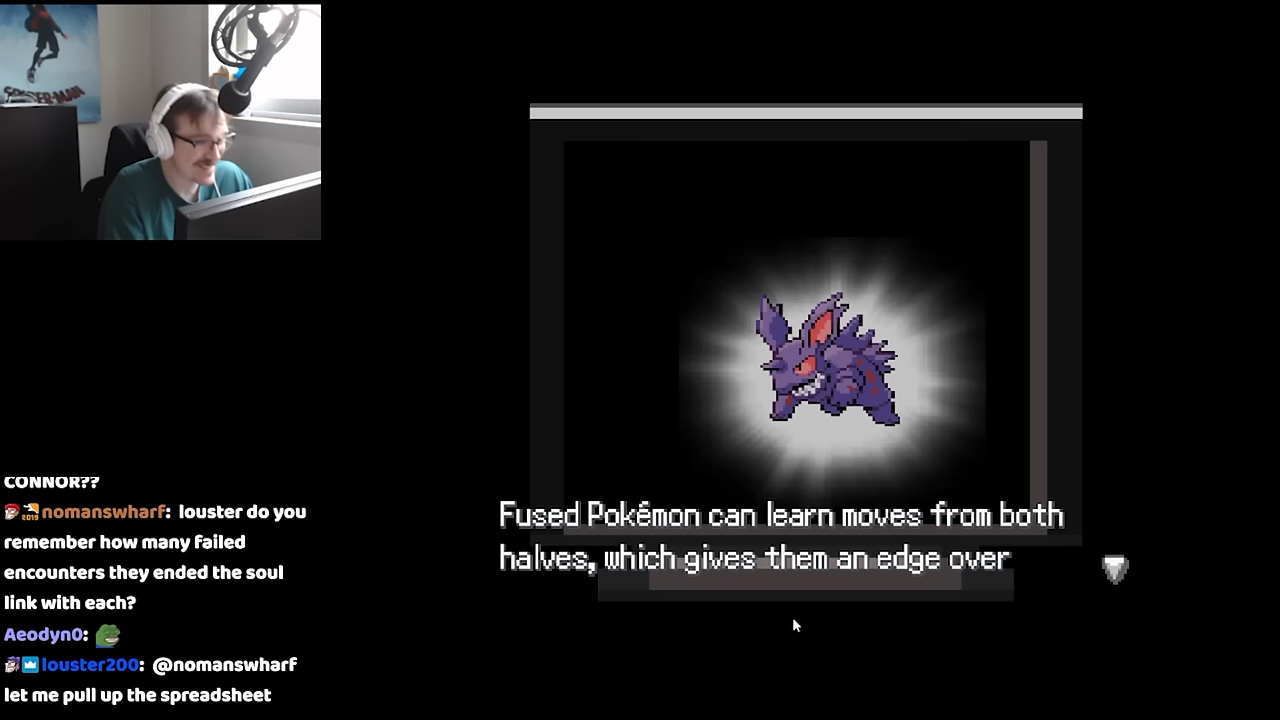 SPIDER-MAN
Fused Pokémon can learn moves from both
halves, which gives them an edge over
CONNOR??
nomanswharf: louster do you
remember how many failed
encounters they ended the soul
link with each?
Aeodyn0:
louster200: @nomanswharf
let me pull up the spreadsheet